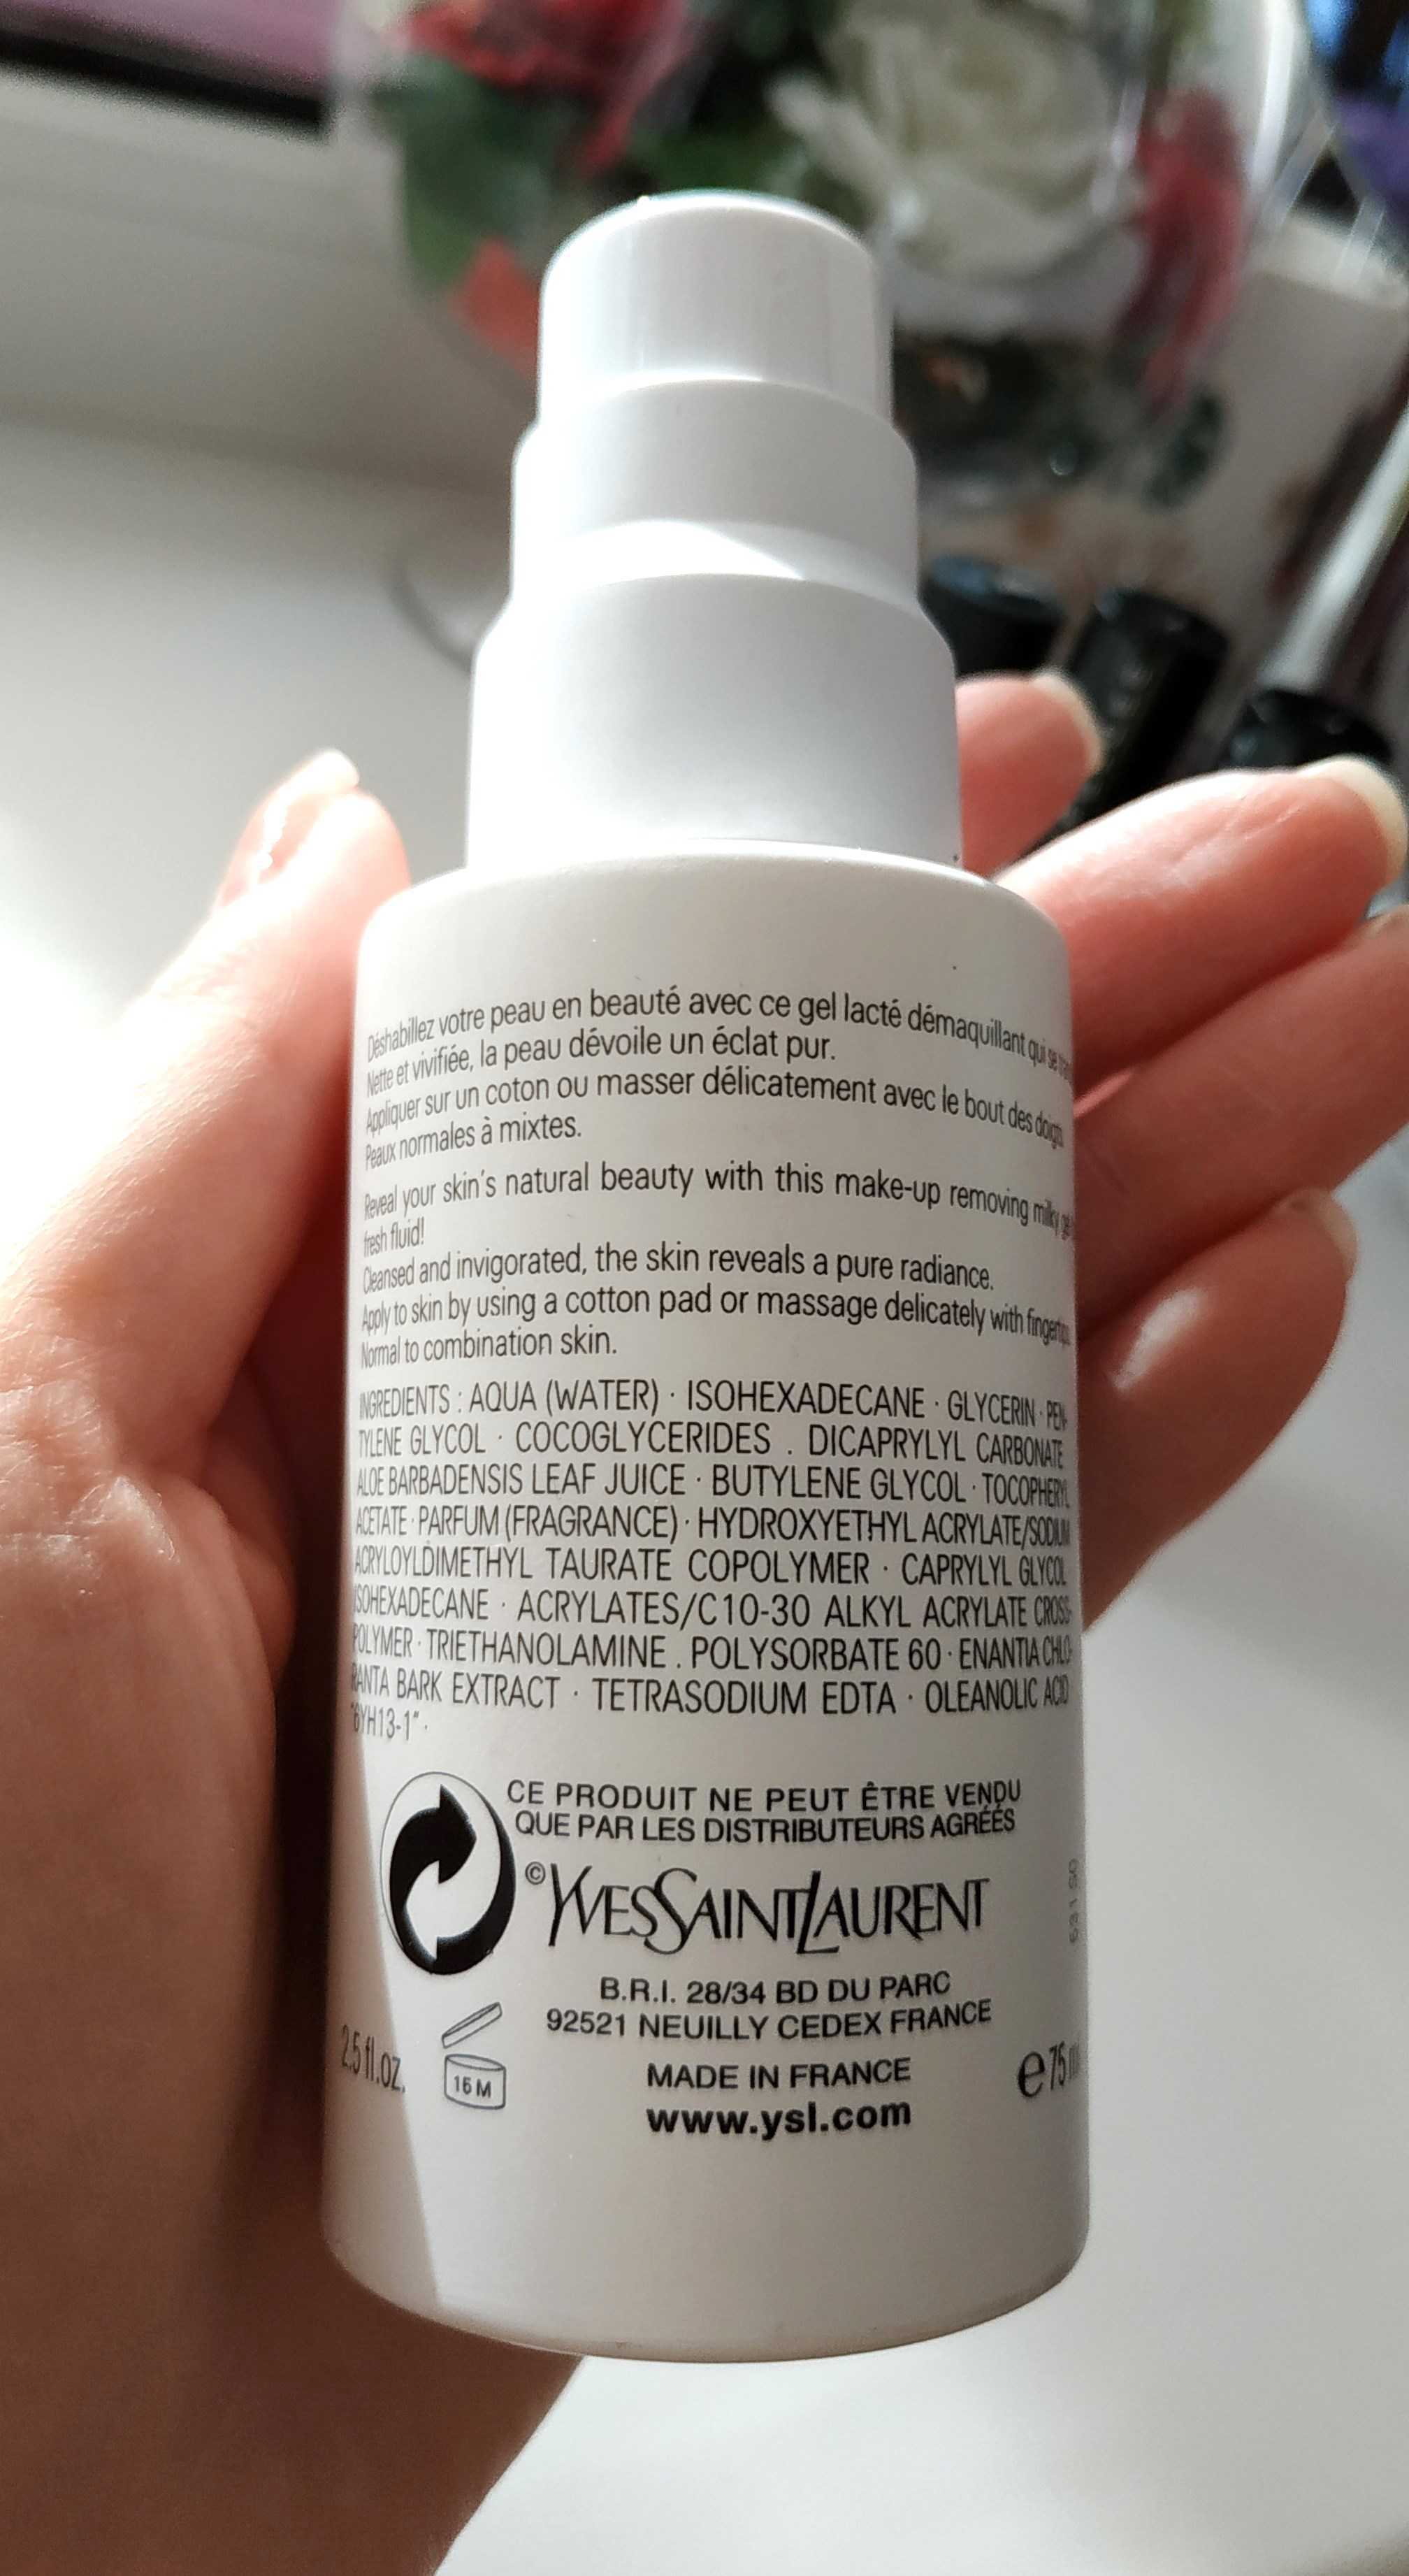 Déshabillez votre peau en beauté avec ce gel lacté démaquillant qui se
Nette et vivifiée, la peau dévoile un éclat pur.
Appliquer sur un coton ou masser délicatement avec le bout des doigts
Peaux normales à mixtes.
Reveal your skin's natural beauty with this make-up removing milky
fresh fluid!
Cleansed and invigorated, the skin reveals a pure radiance.
Apply to skin by using a cotton pad or massage delicately with fingertips.
Normal to combination skin.
INGREDIENTS : AQUA (WATER) · ISOHEXADECANE · GLYCERIN · PEN-
TYLENE GLYCOL · COCOGLYCERIDES . DICAPRYLYL CARBONATE
ALOE BARBADENSIS LEAF JUICE · BUTYLENE GLYCOL · TOCOPHERYL
ACETATE · PARFUM (FRAGRANCE) · HYDROXYETHYL ACRYLATE/SODIUM
ACRYLOYLDIMETHYL TAURATE COPOLYMER · CAPRYLYL GLYCOL
ISOHEXADECANE · ACRYLATES/C10-30 ALKYL ACRYLATE CROSS-
POLYMER · TRIETHANOLAMINE . POLYSORBATE 60 · ENANTIA CHLO-
RANTA BARK EXTRACT · TETRASODIUM EDTA · OLEANOLIC ACID
"6YH13-1" ·
CE PRODUIT NE PEUT ÊTRE VENDU
QUE PAR LES DISTRIBUTEURS AGRÉÉS
© YVESSAINTLAURENT
B.R.I. 28/34 BD DU PARC
92521 NEUILLY CEDEX FRANCE
2.5 fl.oz.
16 M
MADE IN FRANCE
e 75
www.ysl.com